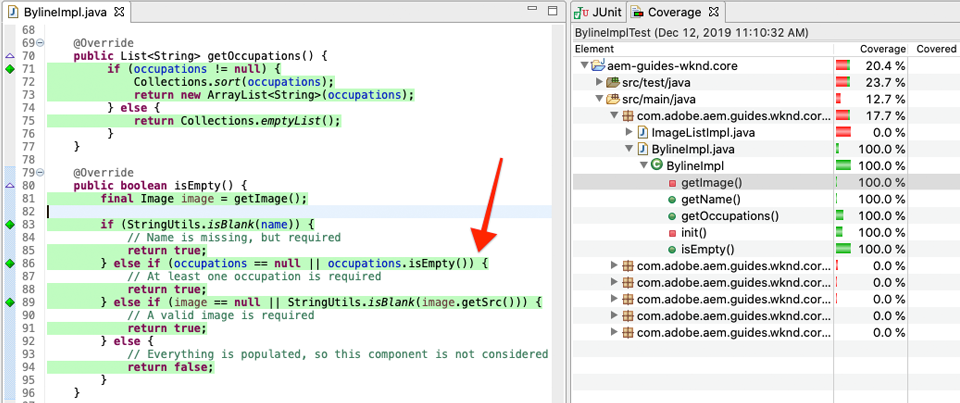 BylineImpl.java
68
69 @Override
70 public List<String> getOccupations() {
71 if (occupations != null) {
72 Collections.sort(occupations);
73 return new ArrayList<String>(occupations);
74 } else {
75 return Collections.emptyList();
76 }
77 }
78
79 @Override
80 public boolean isEmpty() {
81 final Image image = getImage();
82
83 if (StringUtils.isBlank(name)) {
84 // Name is missing, but required
85 return true;
86 } else if (occupations == null || occupations.isEmpty()) {
87 // At least one occupation is required
88 return true;
89 } else if (image == null || StringUtils.isBlank(image.getSrc())) {
90 // A valid image is required
91 return true;
92 } else {
93 // Everything is populated, so this component is not considered
94 return false;
95 }
96 }
JUnit Coverage
BylineImplTest (Dec 12, 2019 11:10:32 AM)
Element Coverage Covered
aem-guides-wknd.core 20.4 %
src/test/java 23.7 %
src/main/java 12.7 %
com.adobe.aem.guides.wknd.cor... 17.7 %
ImageListImpl.java 0.0 %
BylineImpl.java 100.0 %
BylineImpl 100.0 %
getImage() 100.0 %
getName() 100.0 %
getOccupations() 100.0 %
init() 100.0 %
isEmpty() 100.0 %
com.adobe.aem.guides.wknd.cor... 0.0 %
com.adobe.aem.guides.wknd.cor... 0.0 %
com.adobe.aem.guides.wknd.cor... 0.0 %
com.adobe.aem.guides.wknd.cor... 0.0 %
com.adobe.aem.guides.wknd.cor... 0.0 %